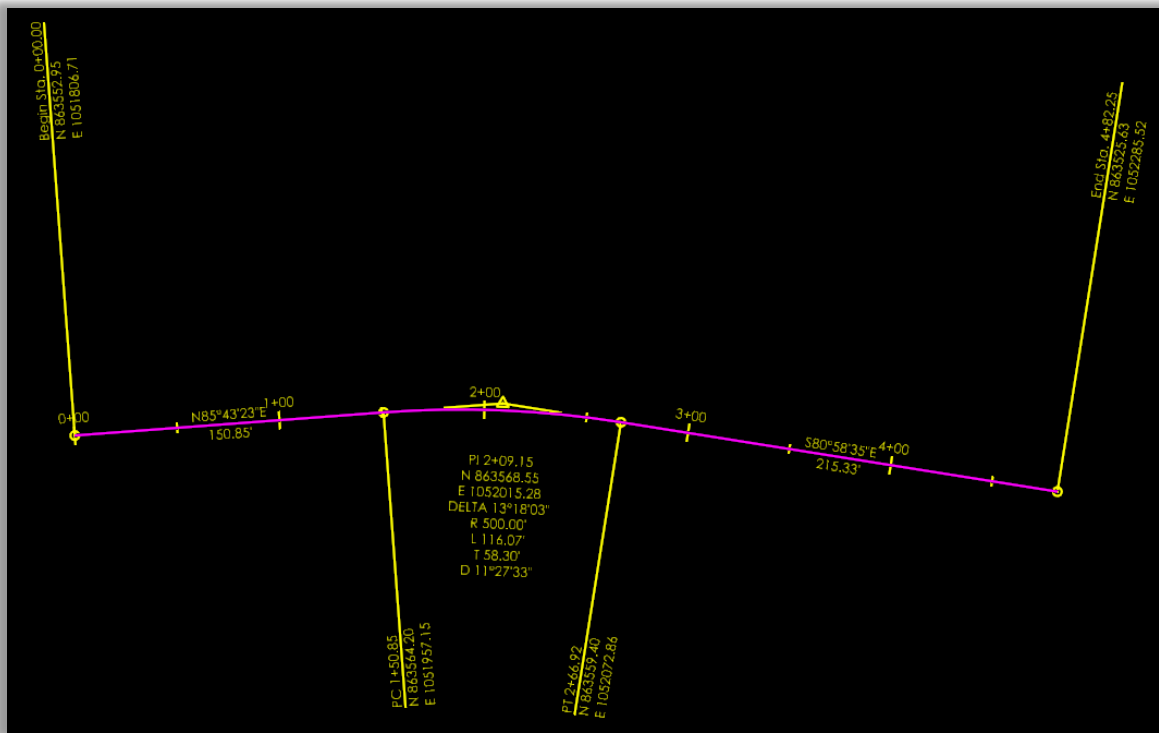 Begin Sta. 0+00.00
N 863552.95
E 1051806.71
End Sta. 4+82.25
N 863525.63
E 1052285.52
0+00
N85°43'23"E
150.85'
1+00
2+00
3+00
S80°58'35"E
215.33'
4+00
PI 2+09.15
N 863568.55
E 1052015.28
DELTA 13°18'03"
R 500.00'
L 116.07'
T 58.30'
D 11°27'33"
PC 1+50.85
N 863564.20
E 1051957.15
PT 2+66.92
N 863559.40
E 1052072.86